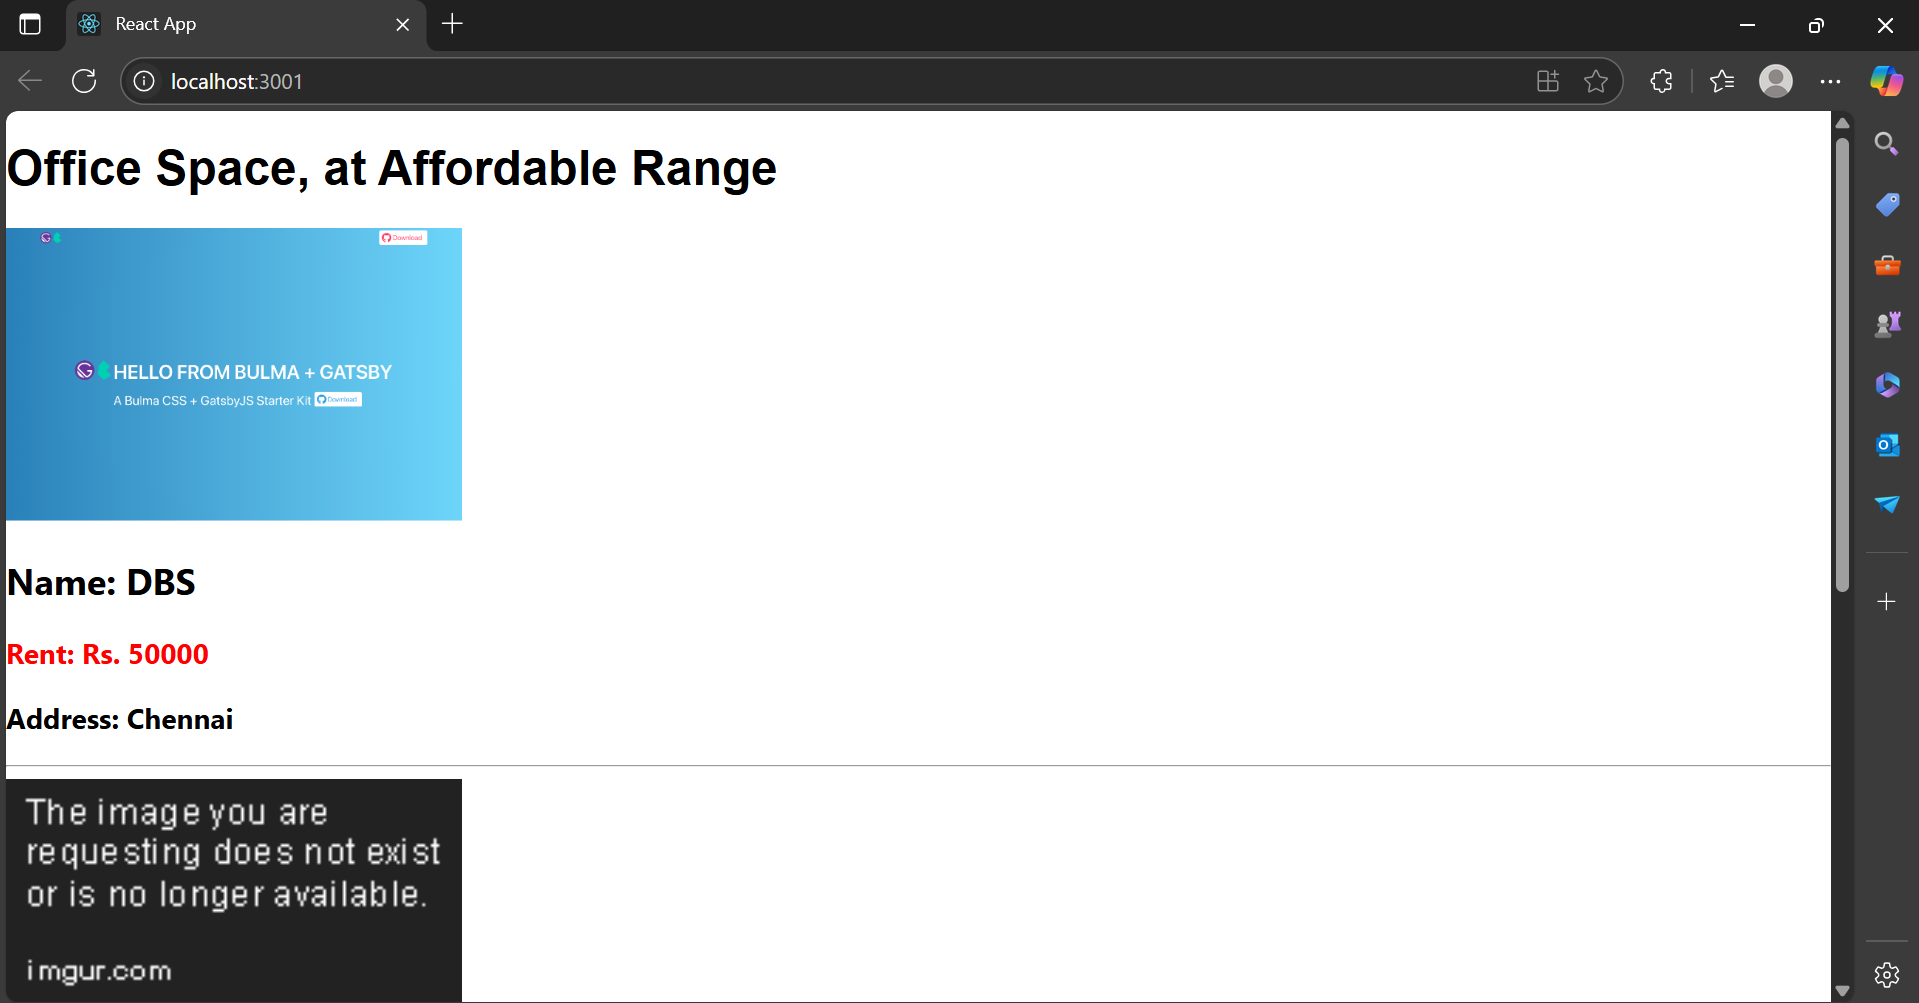 React App
localhost:3001
Office Space, at Affordable Range
Download
HELLO FROM BULMA + GATSBY
A Bulma CSS + GatsbyJS Starter Kit Download
Name: DBS
Rent: Rs. 50000
Address: Chennai
The image you are
requesting does not exist
or is no longer available.
imgur.com